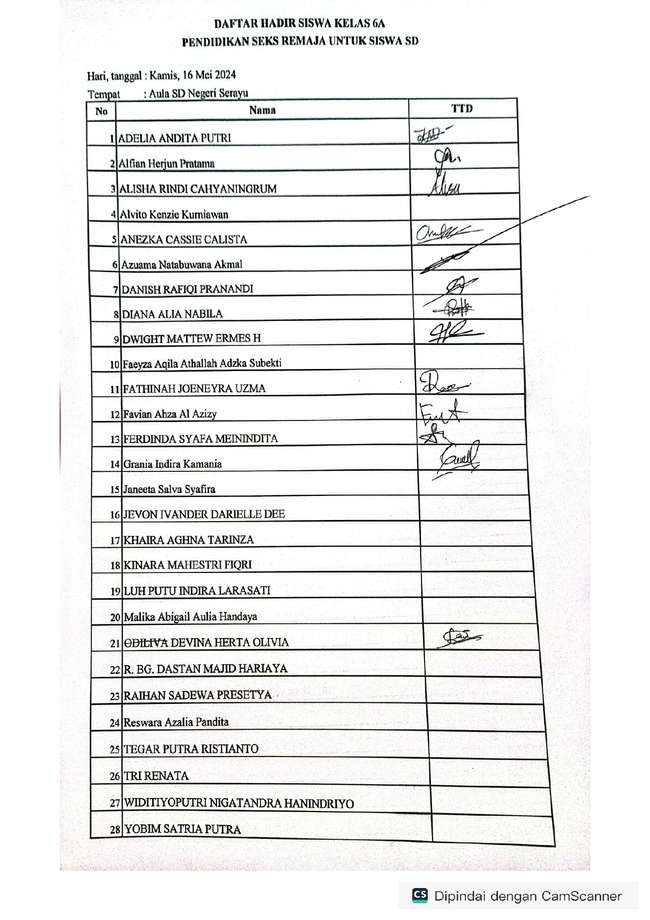 DAFTAR HADIR SISWA KELAS 6A
PENDIDIKAN SEKS REMAJA UNTUK SISWA SD
Hari, tanggal : Kamis, 16 Mei 2024
Tempat : Aula SD Negeri Serayu
No Nama TTD
1 ADELIA ANDITA PUTRI
2 Alfian Herjun Pratama
3 ALISHA RINDI CAHYANINGRUM
4 Alvito Kenzie Kurniawan
5 ANEZKA CASSIE CALISTA
6 Azuama Natabuwana Akmal
7 DANISH RAFIQI PRANANDI
8 DIANA ALIA NABILA
9 DWIGHT MATTEW ERMES H
10 Faeyza Aqila Athallah Adzka Subekti
11 FATHINAH JOENEYRA UZMA
12 Favian Ahza Al Azizy
13 FERDINDA SYAFA MEININDITA
14 Grania Indira Kamania
15 Janeeta Salva Syafira
16 JEVON IVANDER DARIELLE DEE
17 KHAIRA AGHNA TARINZA
18 KINARA MAHESTRI FIQRI
19 LUH PUTU INDIRA LARASATI
20 Malika Abigail Aulia Handaya
21 ODILIVA DEVINA HERTA OLIVIA
22 R. BG. DASTAN MAJID HARIAYA
23 RAIHAN SADEWA PRESETYA
24 Reswara Azalia Pandita
25 TEGAR PUTRA RISTIANTO
26 TRI RENATA
27 WIDITIYOPUTRI NIGATANDRA HANINDRIYO
28 YOBIM SATRIA PUTRA
CS Dipindai dengan CamScanner